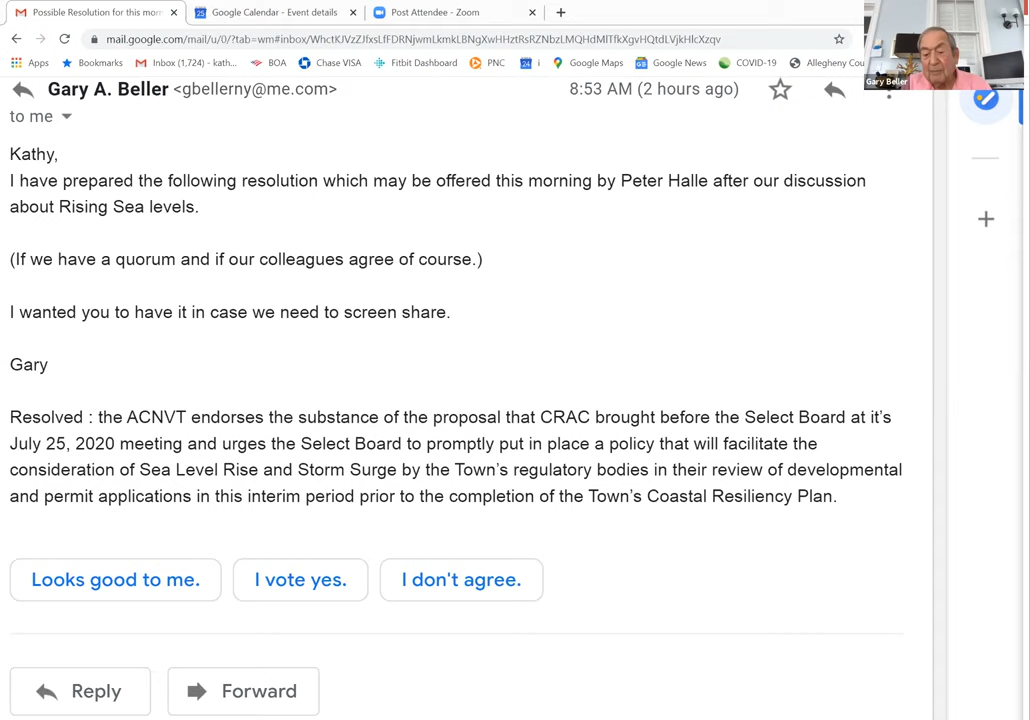 Possible Resolution for this morn
Google Calendar - Event details
Post Attendee - Zoom
mail.google.com/mail/u/0/?tab=wm#inbox/WhctKJVzZJfxsLfFDRNjwmLkmkLBNgXwHHztRsRZNbzLMQHdMlTfkXgvHQtdLVjkHlcXzqv
Apps Bookmarks Inbox (1,724) - kath... BOA Chase VISA Fitbit Dashboard PNC 24 i Google Maps Google News COVID-19 Allegheny Cou
Gary Beller
Gary A. Beller <gbellerny@me.com> 8:53 AM (2 hours ago)
to me
Kathy,
I have prepared the following resolution which may be offered this morning by Peter Halle after our discussion
about Rising Sea levels.
(If we have a quorum and if our colleagues agree of course.)
I wanted you to have it in case we need to screen share.
Gary
Resolved : the ACNVT endorses the substance of the proposal that CRAC brought before the Select Board at it’s
July 25, 2020 meeting and urges the Select Board to promptly put in place a policy that will facilitate the
consideration of Sea Level Rise and Storm Surge by the Town’s regulatory bodies in their review of developmental
and permit applications in this interim period prior to the completion of the Town’s Coastal Resiliency Plan.
Looks good to me. I vote yes. I don't agree.
Reply Forward